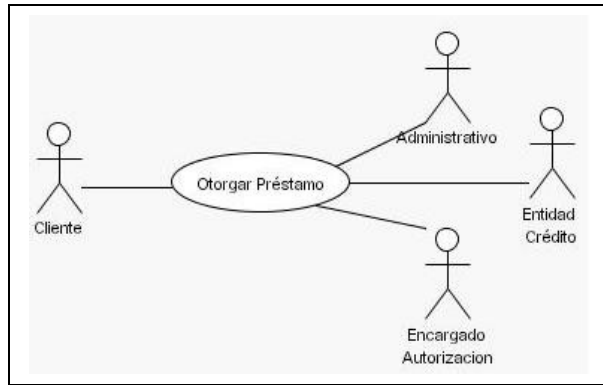 Administrativo
Otorgar Préstamo
Cliente
Entidad
Crédito
Encargado
Autorizacion